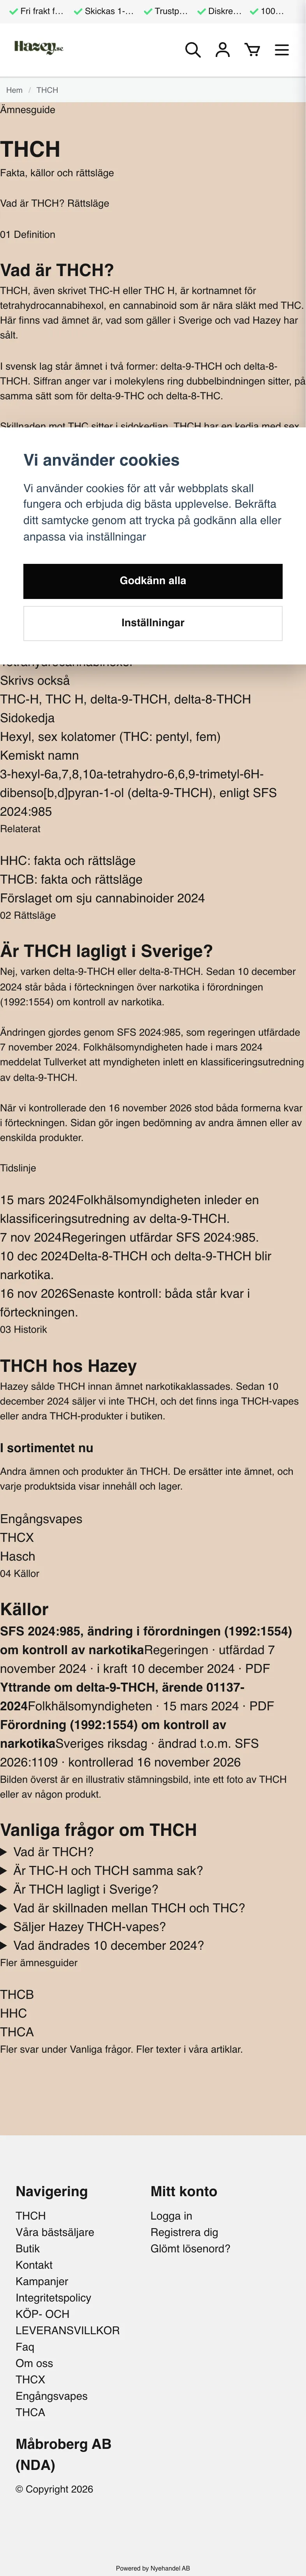 Fri frakt f…
Skickas 1-…
Trustp…
Diskre…
100…
Hazey.se
Hem / THCH
Ämnesguide
THCH
Fakta, källor och rättsläge
Vad är THCH? Rättsläge
01 Definition
Vad är THCH?
THCH, även skrivet THC-H eller THC H, är kortnamnet för
tetrahydrocannabihexol, en cannabinoid som är nära släkt med THC.
Här finns vad ämnet är, vad som gäller i Sverige och vad Hazey har
sålt.
I svensk lag står ämnet i två former: delta-9-THCH och delta-8-
THCH. Siffran anger var i molekylens ring dubbelbindningen sitter, på
samma sätt som för delta-9-THC och delta-8-THC.
Skillnaden mot THC sitter i sidokedjan. THCH har en kedja med sex
Vi använder cookies
Vi använder cookies för att vår webbplats skall
fungera och erbjuda dig bästa upplevelse. Bekräfta
ditt samtycke genom att trycka på godkänn alla eller
anpassa via inställningar
Godkänn alla
Inställningar
Tetrahydrocannabihexol
Skrivs också
THC-H, THC H, delta-9-THCH, delta-8-THCH
Sidokedja
Hexyl, sex kolatomer (THC: pentyl, fem)
Kemiskt namn
3-hexyl-6a,7,8,10a-tetrahydro-6,6,9-trimetyl-6H-
dibenso[b,d]pyran-1-ol (delta-9-THCH), enligt SFS
2024:985
Relaterat
HHC: fakta och rättsläge
THCB: fakta och rättsläge
Förslaget om sju cannabinoider 2024
02 Rättsläge
Är THCH lagligt i Sverige?
Nej, varken delta-9-THCH eller delta-8-THCH. Sedan 10 december
2024 står båda i förteckningen över narkotika i förordningen
(1992:1554) om kontroll av narkotika.
Ändringen gjordes genom SFS 2024:985, som regeringen utfärdade
7 november 2024. Folkhälsomyndigheten hade i mars 2024
meddelat Tullverket att myndigheten inlett en klassificeringsutredning
av delta-9-THCH.
När vi kontrollerade den 16 november 2026 stod båda formerna kvar
i förteckningen. Sidan gör ingen bedömning av andra ämnen eller av
enskilda produkter.
Tidslinje
15 mars 2024Folkhälsomyndigheten inleder en
klassificeringsutredning av delta-9-THCH.
7 nov 2024Regeringen utfärdar SFS 2024:985.
10 dec 2024Delta-8-THCH och delta-9-THCH blir
narkotika.
16 nov 2026Senaste kontroll: båda står kvar i
förteckningen.
03 Historik
THCH hos Hazey
Hazey sålde THCH innan ämnet narkotikaklassades. Sedan 10
december 2024 säljer vi inte THCH, och det finns inga THCH-vapes
eller andra THCH-produkter i butiken.
I sortimentet nu
Andra ämnen och produkter än THCH. De ersätter inte ämnet, och
varje produktsida visar innehåll och lager.
Engångsvapes
THCX
Hasch
04 Källor
Källor
SFS 2024:985, ändring i förordningen (1992:1554)
om kontroll av narkotikaRegeringen · utfärdad 7
november 2024 · i kraft 10 december 2024 · PDF
Yttrande om delta-9-THCH, ärende 01137-
2024Folkhälsomyndigheten · 15 mars 2024 · PDF
Förordning (1992:1554) om kontroll av
narkotikaSveriges riksdag · ändrad t.o.m. SFS
2026:1109 · kontrollerad 16 november 2026
Bilden överst är en illustrativ stämningsbild, inte ett foto av THCH
eller av någon produkt.
Vanliga frågor om THCH
Vad är THCH?
Är THC-H och THCH samma sak?
Är THCH lagligt i Sverige?
Vad är skillnaden mellan THCH och THC?
Säljer Hazey THCH-vapes?
Vad ändrades 10 december 2024?
Fler ämnesguider
THCB
HHC
THCA
Fler svar under Vanliga frågor. Fler texter i våra artiklar.
Navigering
THCH
Våra bästsäljare
Butik
Kontakt
Kampanjer
Integritetspolicy
KÖP- OCH
LEVERANSVILLKOR
Faq
Om oss
THCX
Engångsvapes
THCA
Mitt konto
Logga in
Registrera dig
Glömt lösenord?
Måbroberg AB
(NDA)
© Copyright 2026
Powered by Nyehandel AB